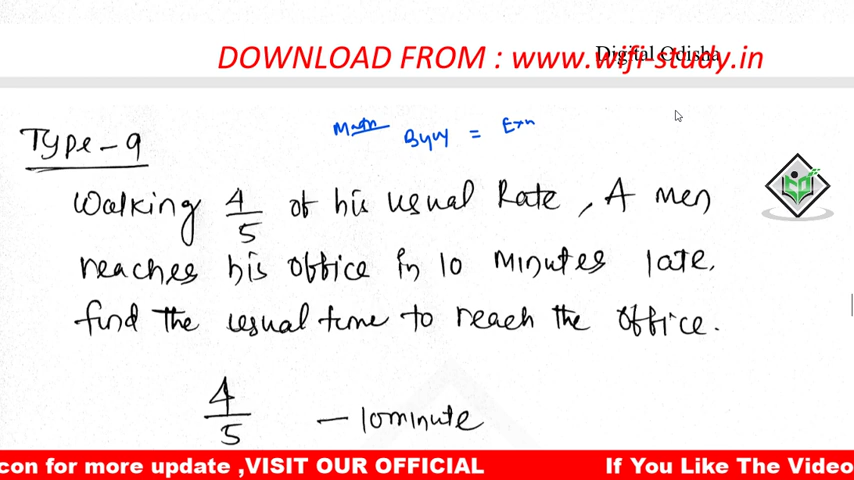 Digital Odisha
DOWNLOAD FROM : www.wifi-study.in
Math = Extn
Type-9
Walking 4/5 of his usual Rate, A men
reaches his office in 10 Minutes late.
find the usual time to reach the office.
4/5 — 10minute
con for more update ,VISIT OUR OFFICIAL If You Like The Video